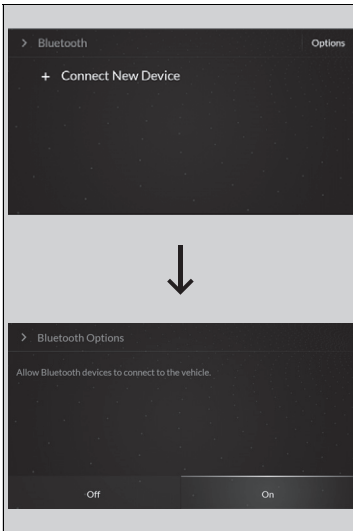 > Bluetooth Options
+ Connect New Device
> Bluetooth Options
Allow Bluetooth devices to connect to the vehicle.
Off On